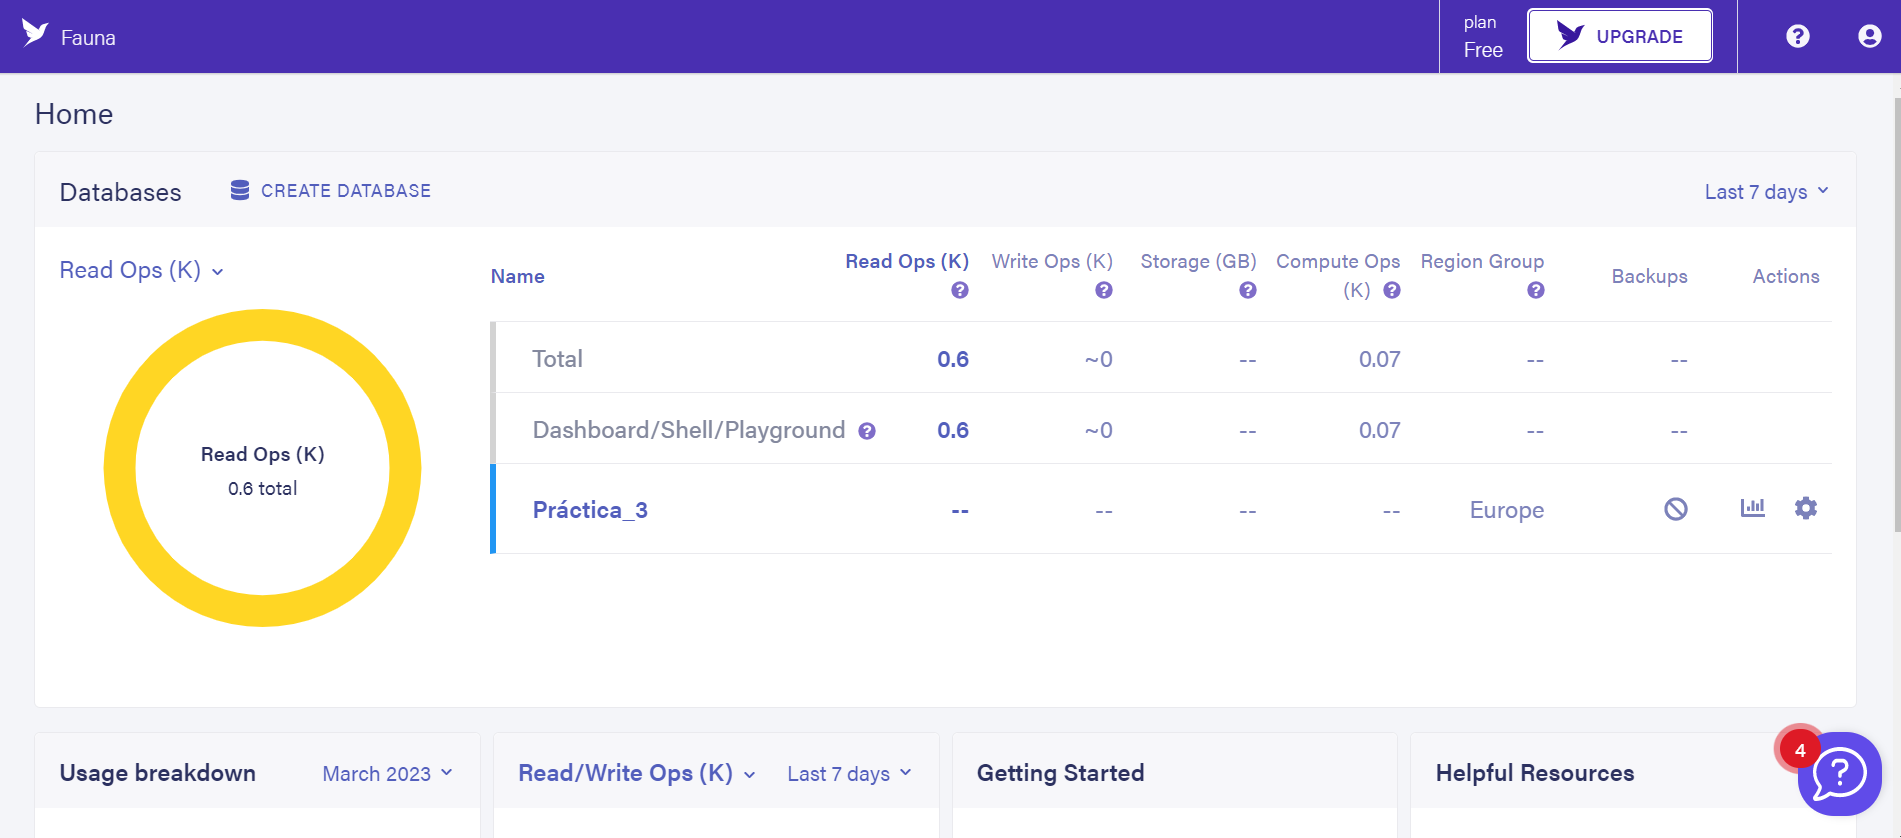 Fauna
plan
Free
UPGRADE
Home
Databases
CREATE DATABASE
Last 7 days
Read Ops (K)
Read Ops (K)
0.6 total
Name
Read Ops (K)
Write Ops (K)
Storage (GB)
Compute Ops
(K)
Region Group
Backups
Actions
Total 0.6 ~0 -- 0.07 -- --
Dashboard/Shell/Playground 0.6 ~0 -- 0.07 -- --
Práctica_3 -- -- -- -- Europe
Usage breakdown
March 2023
Read/Write Ops (K)
Last 7 days
Getting Started
Helpful Resources
4